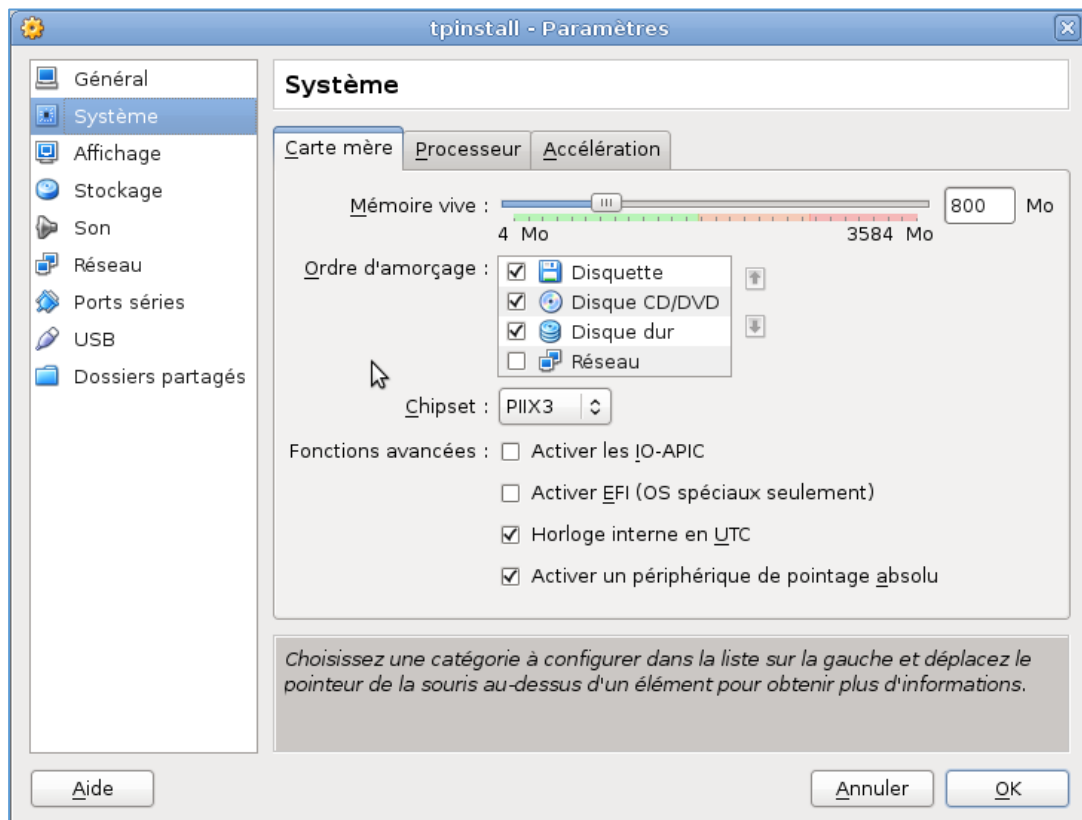 tpinstall - Paramètres
Général
Système
Affichage
Stockage
Son
Réseau
Ports séries
USB
Dossiers partagés
Système
Carte mère Processeur Accélération
Mémoire vive : 800 Mo
4 Mo 3584 Mo
Ordre d'amorçage : Disquette
Disque CD/DVD
Disque dur
Réseau
Chipset : PIIX3
Fonctions avancées : Activer les IO-APIC
Activer EFI (OS spéciaux seulement)
Horloge interne en UTC
Activer un périphérique de pointage absolu
Choisissez une catégorie à configurer dans la liste sur la gauche et déplacez le
pointeur de la souris au-dessus d'un élément pour obtenir plus d'informations.
Aide Annuler OK